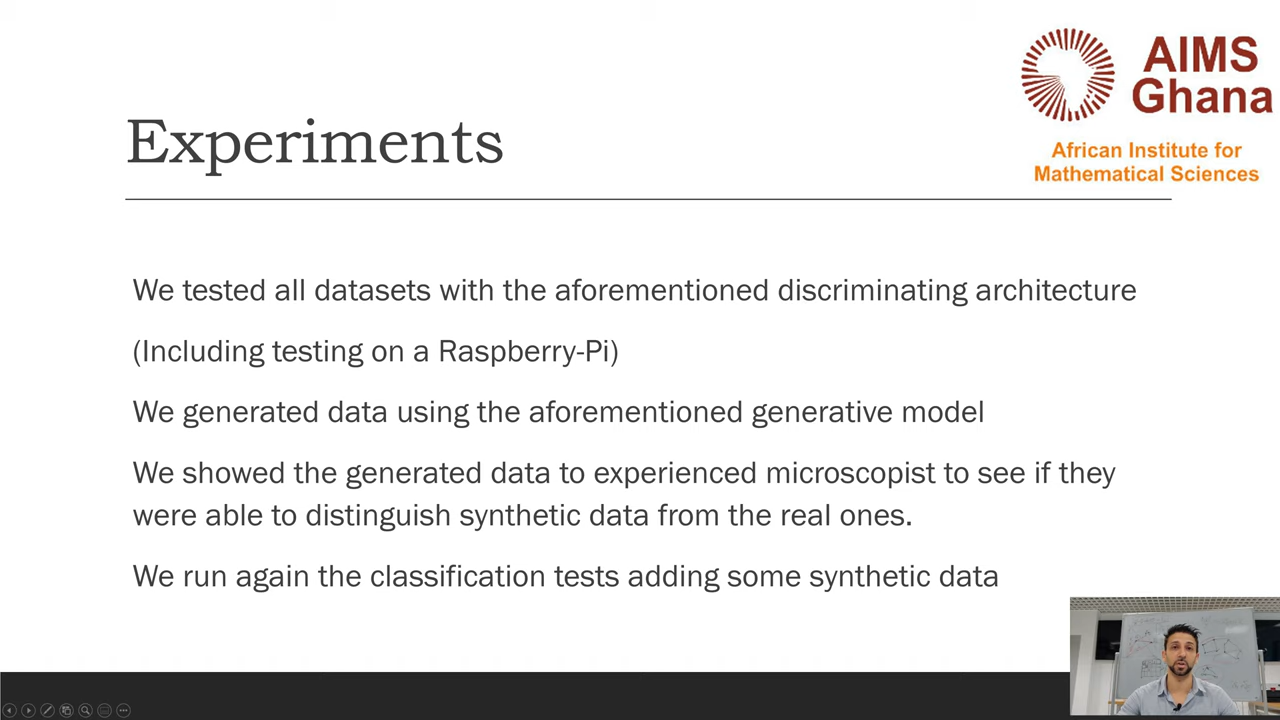 AIMS
Ghana
African Institute for
Mathematical Sciences
Experiments
We tested all datasets with the aforementioned discriminating architecture
(Including testing on a Raspberry-Pi)
We generated data using the aforementioned generative model
We showed the generated data to experienced microscopist to see if they
were able to distinguish synthetic data from the real ones.
We run again the classification tests adding some synthetic data